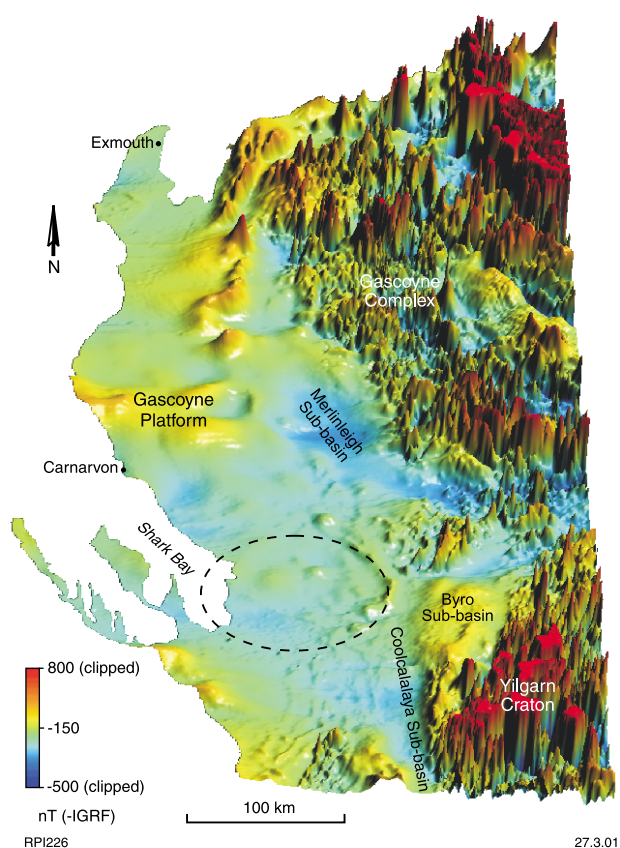 Exmouth
N
Gascoyne
Complex
Gascoyne
Platform
Merlinleigh
Sub-basin
Carnarvon
Shark Bay
Byro
Sub-basin
Coolcalalaya Sub-basin
Yilgarn
Craton
800 (clipped)
-150
-500 (clipped)
nT (-IGRF)
100 km
RPI226
27.3.01